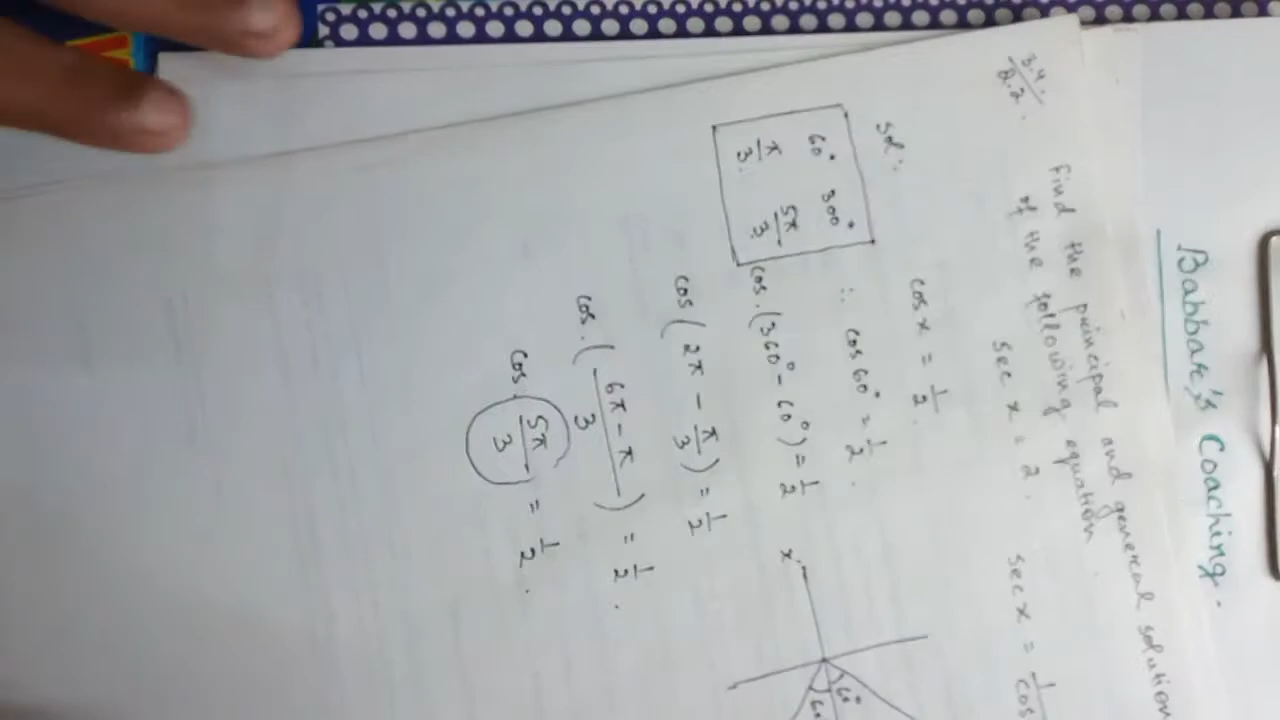 Babbar's Coaching.
3.4.
Q.2.
Find the principal and general solution
of the following equation
sec x = 2.
sec x = 1/cos
Sol:
cos x = 1/2.
60° 300°
π/3 5π/3
∴ cos 60° = 1/2.
cos.(360° - 60°) = 1/2
cos(2π - π/3) = 1/2
cos.(6π - π/3) = 1/2.
cos. 5π/3 = 1/2.
x'
60°
60